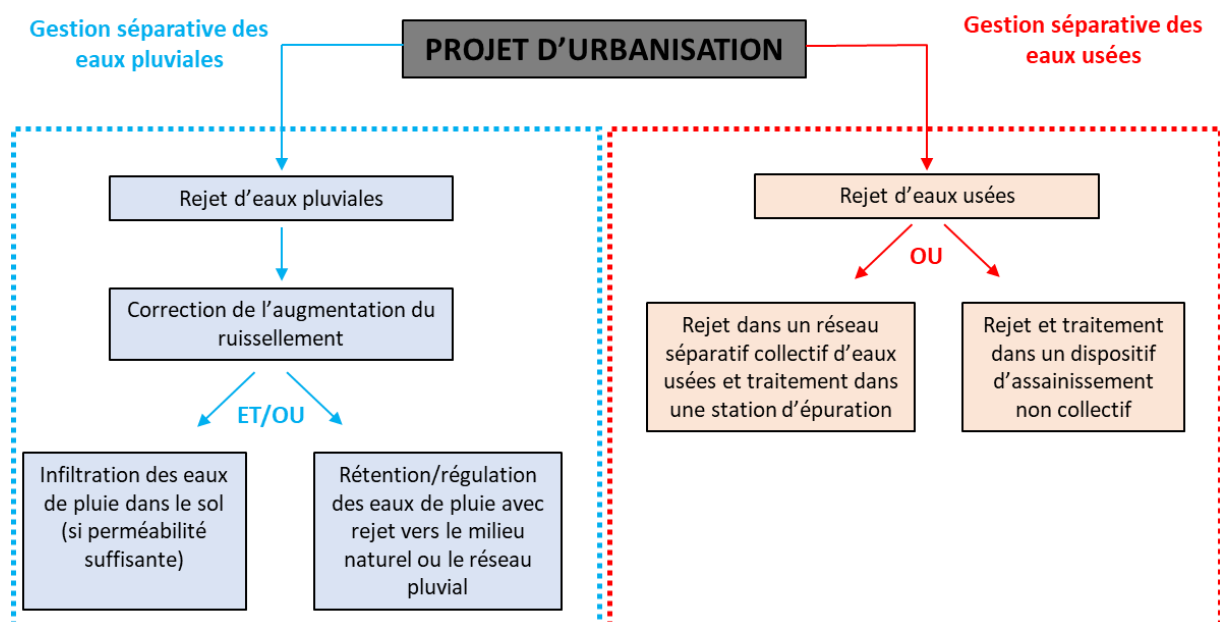 Gestion séparative des
eaux pluviales
PROJET D'URBANISATION
Gestion séparative des
eaux usées
Rejet d'eaux pluviales
Correction de l'augmentation du
ruissellement
ET/OU
Infiltration des eaux
de pluie dans le sol
(si perméabilité
suffisante)
Rétention/régulation
des eaux de pluie avec
rejet vers le milieu
naturel ou le réseau
pluvial
Rejet d'eaux usées
OU
Rejet dans un réseau
séparatif collectif d'eaux
usées et traitement dans
une station d'épuration
Rejet et traitement
dans un dispositif
d'assainissement
non collectif